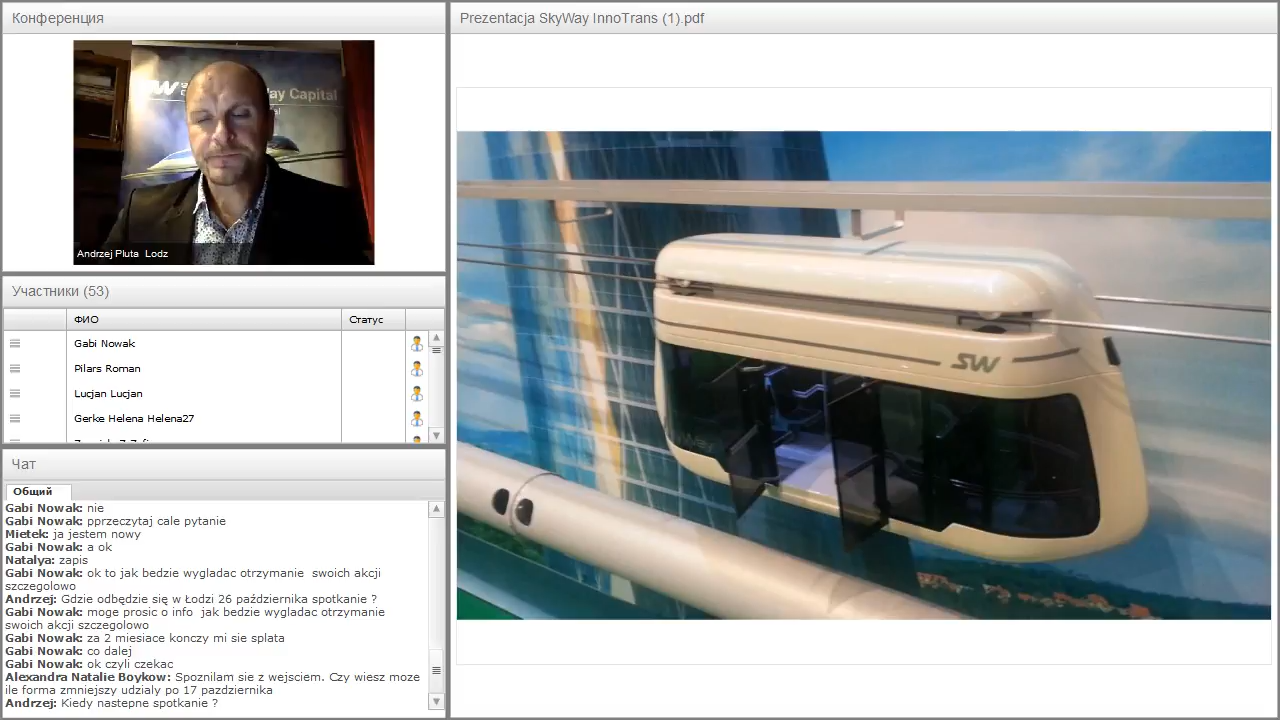 Конференция
SW
Way Capital
Andrzej Pluta Lodz
Участники (53)
ФИО
Статус
Gabi Nowak
Pilars Roman
Lucjan Lucjan
Gerke Helena Helena27
Чат
Общий
Gabi Nowak: nie
Gabi Nowak: pprzeczytaj cale pytanie
Mietek: ja jestem nowy
Gabi Nowak: a ok
Natalya: zapis
Gabi Nowak: ok to jak bedzie wygladac otrzymanie swoich akcji
szczegolowo
Andrzej: Gdzie odbędzie się w Łodzi 26 października spotkanie ?
Gabi Nowak: moge prosic o info jak bedzie wygladac otrzymanie
swoich akcji szczegolowo
Gabi Nowak: za 2 miesiace konczy mi sie splata
Gabi Nowak: co dalej
Gabi Nowak: ok czyli czekac
Alexandra Natalie Boykow: Spoznilam sie z wejsciem. Czy wiesz moze
ile forma zmniejszy udzialy po 17 pazdziernika
Andrzej: Kiedy nastepne spotkanie ?
Prezentacja SkyWay InnoTrans (1).pdf
SW